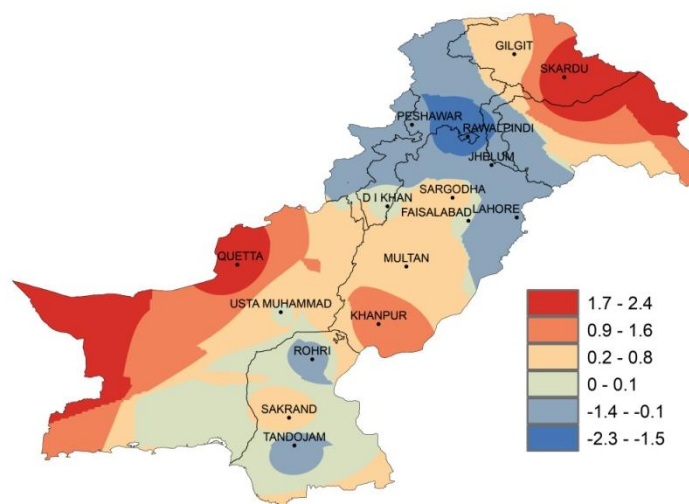 GILGIT
SKARDU
PESHAWAR
RAWALPINDI
JHELUM
SARGODHA
D I KHAN
FAISALABAD
LAHORE
QUETTA
MULTAN
USTA MUHAMMAD
KHANPUR
ROHRI
SAKRAND
TANDOJAM
1.7 - 2.4
0.9 - 1.6
0.2 - 0.8
0 - 0.1
-1.4 - -0.1
-2.3 - -1.5